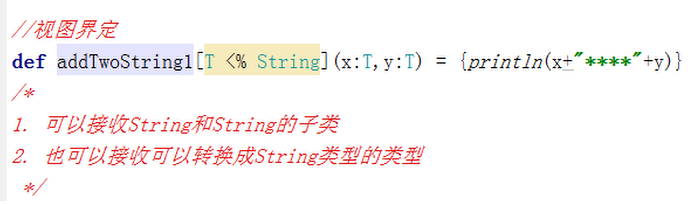 //视图界定
def addTwoString1[T <% String](x:T,y:T) = {println(x+"****"+y)}
/*
1. 可以接收String和String的子类
2. 也可以接收可以转换成String类型的类型
*/